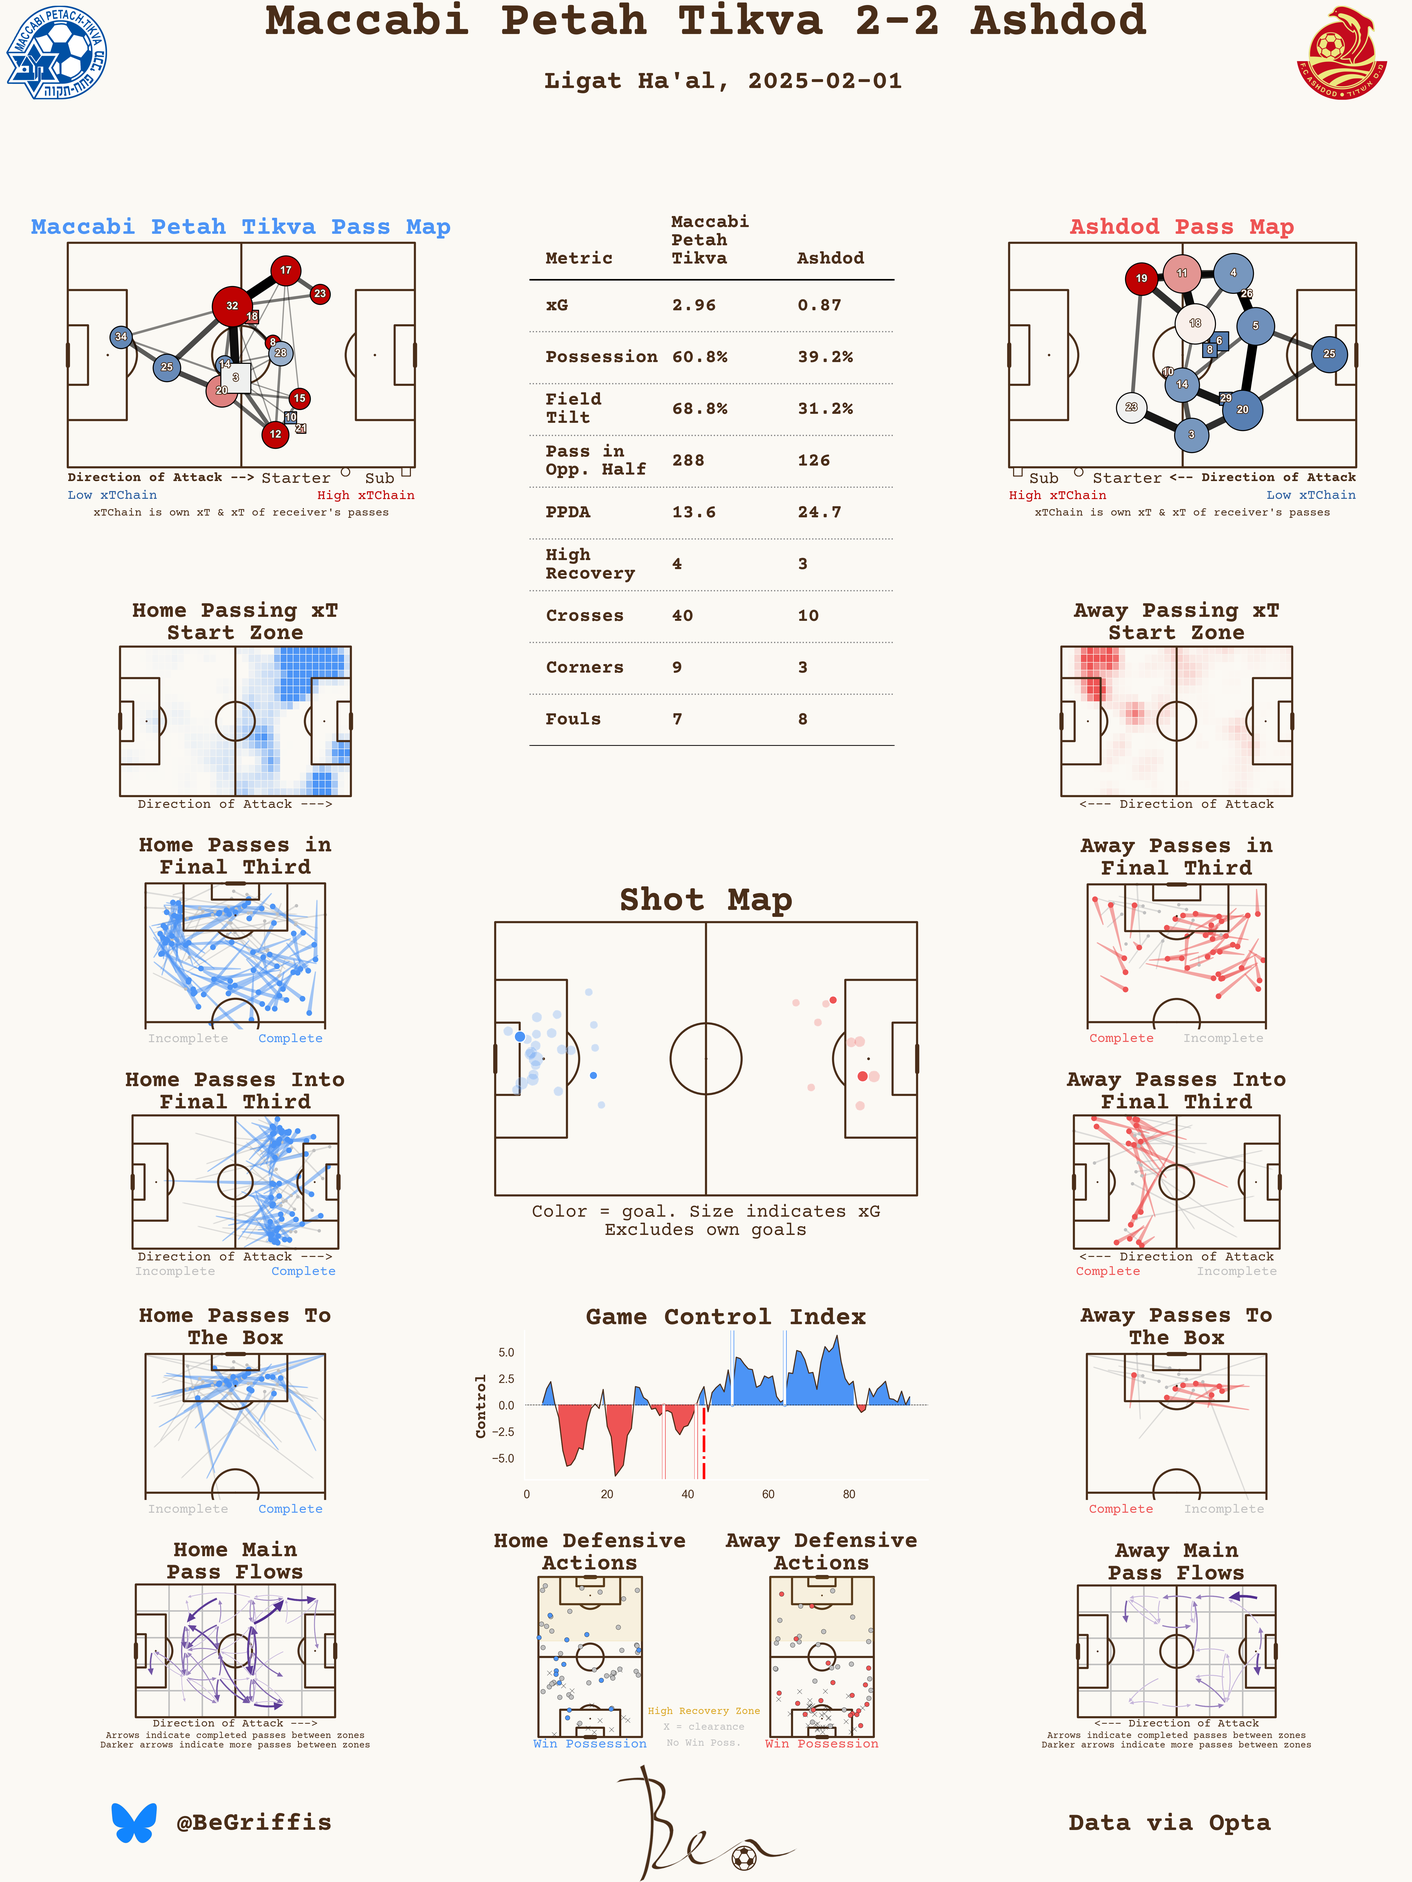 Maccabi Petah Tikva 2-2 Ashdod
Ligat Ha'al, 2025-02-01
MACCABI PETACH-TIKVA
F.C ASHDOD
מ.ס אשדוד
Maccabi Petah Tikva Pass Map
17
23
32
18
34
8
28
14
25
3
20
15
10
21
12
Direction of Attack --> Starter Sub
Low xTChain High xTChain
xTChain is own xT & xT of receiver's passes
Metric Maccabi Petah Tikva Ashdod
xG 2.96 0.87
Possession 60.8% 39.2%
Field Tilt 68.8% 31.2%
Pass in Opp. Half 288 126
PPDA 13.6 24.7
High Recovery 4 3
Crosses 40 10
Corners 9 3
Fouls 7 8
Ashdod Pass Map
19
11
4
26
18
5
6
8
25
10
14
29
23
20
3
Sub Starter <-- Direction of Attack
High xTChain Low xTChain
xTChain is own xT & xT of receiver's passes
Home Passing xT
Start Zone
Direction of Attack --->
Away Passing xT
Start Zone
<--- Direction of Attack
Home Passes in
Final Third
Incomplete Complete
Away Passes in
Final Third
Complete Incomplete
Shot Map
Color = goal. Size indicates xG
Excludes own goals
Home Passes Into
Final Third
Direction of Attack --->
Incomplete Complete
Away Passes Into
Final Third
<--- Direction of Attack
Complete Incomplete
Home Passes To
The Box
Incomplete Complete
Game Control Index
Control
5.0
2.5
0.0
−2.5
−5.0
0 20 40 60 80
Away Passes To
The Box
Complete Incomplete
Home Main
Pass Flows
Direction of Attack --->
Arrows indicate completed passes between zones
Darker arrows indicate more passes between zones
Home Defensive
Actions
Win Possession
Away Defensive
Actions
Win Possession
High Recovery Zone
X = clearance
No Win Poss.
Away Main
Pass Flows
<--- Direction of Attack
Arrows indicate completed passes between zones
Darker arrows indicate more passes between zones
@BeGriffis
Ben
Data via Opta